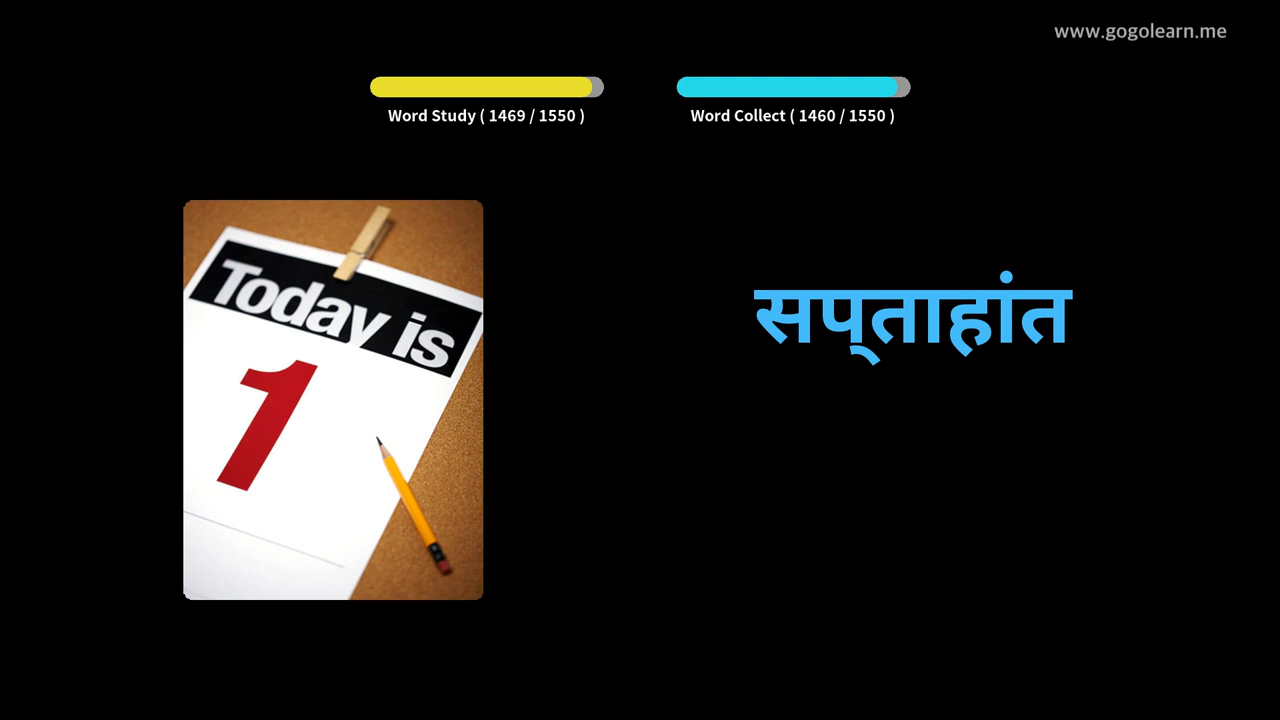 www.gogolearn.me
Word Study ( 1469 / 1550 )
Word Collect ( 1460 / 1550 )
Today is
1
सप्ताहांत